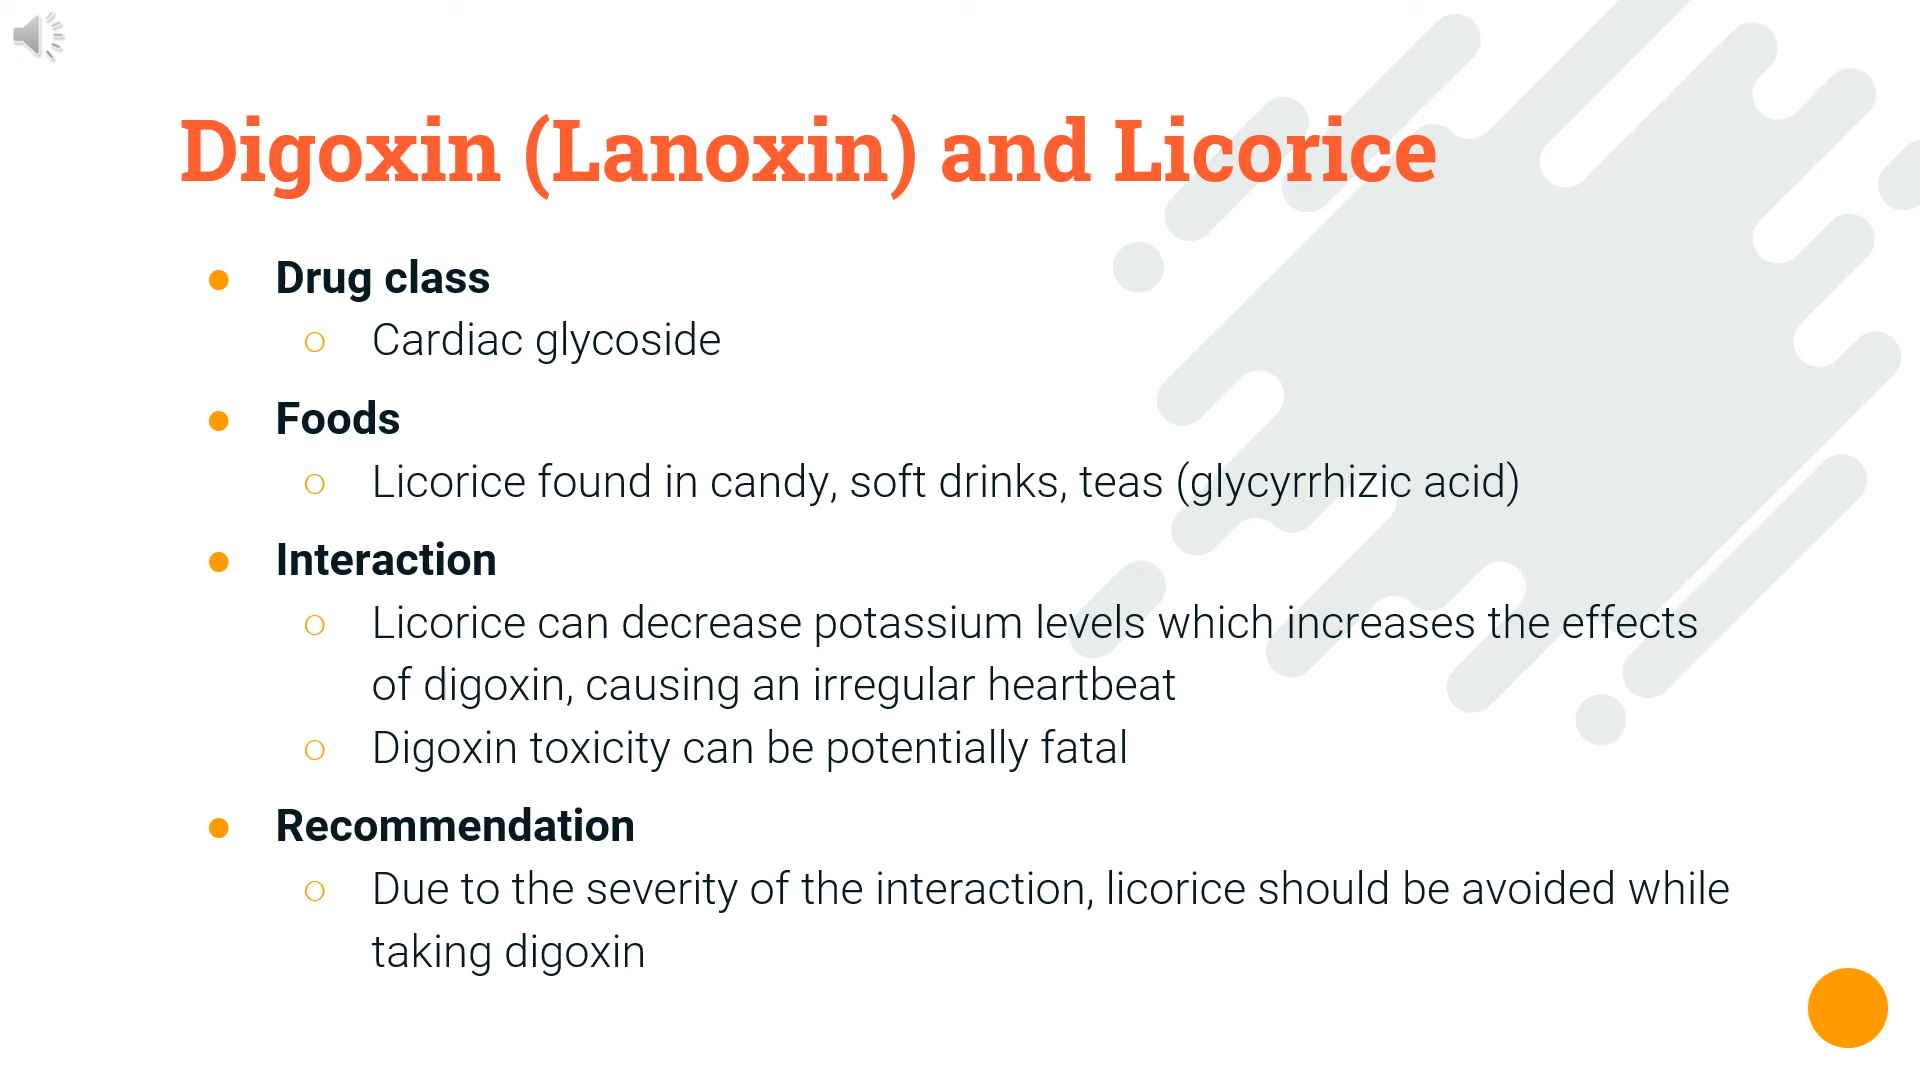 Digoxin (Lanoxin) and Licorice
● Drug class
○ Cardiac glycoside
● Foods
○ Licorice found in candy, soft drinks, teas (glycyrrhizic acid)
● Interaction
○ Licorice can decrease potassium levels which increases the effects
of digoxin, causing an irregular heartbeat
○ Digoxin toxicity can be potentially fatal
● Recommendation
○ Due to the severity of the interaction, licorice should be avoided while
taking digoxin